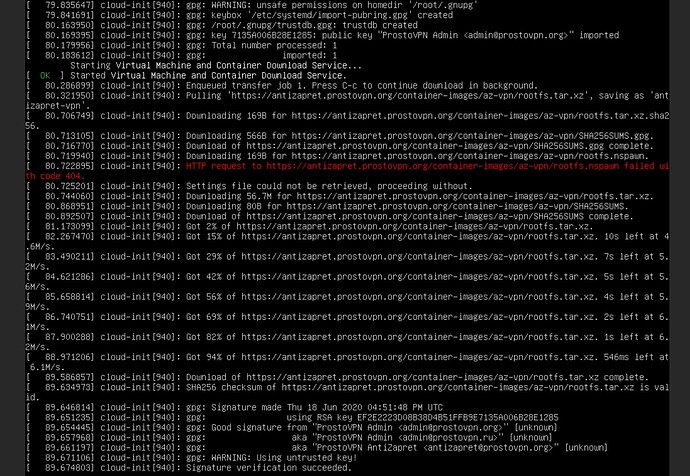 [   79.835647] cloud-init[940]: gpg: WARNING: unsafe permissions on homedir '/root/.gnupg'
[   79.841691] cloud-init[940]: gpg: keybox '/etc/systemd/import-pubring.gpg' created
[   80.163950] cloud-init[940]: gpg: /root/.gnupg/trustdb.gpg: trustdb created
[   80.169395] cloud-init[940]: gpg: key 7135A006B28E1285: public key "ProstoVPN Admin <admin@prostovpn.org>" imported
[   80.179956] cloud-init[940]: gpg: Total number processed: 1
[   80.183612] cloud-init[940]: gpg:               imported: 1
         Starting Virtual Machine and Container Download Service...
[  OK  ] Started Virtual Machine and Container Download Service.
[   80.286899] cloud-init[940]: Enqueued transfer job 1. Press C-c to continue download in background.
[   80.321950] cloud-init[940]: Pulling 'https://antizapret.prostovpn.org/container-images/az-vpn/rootfs.tar.xz', saving as 'ant
izapret-vpn'.
[   80.706749] cloud-init[940]: Downloading 169B for https://antizapret.prostovpn.org/container-images/az-vpn/rootfs.tar.xz.sha2
56.
[   80.713105] cloud-init[940]: Downloading 566B for https://antizapret.prostovpn.org/container-images/az-vpn/SHA256SUMS.gpg.
[   80.716770] cloud-init[940]: Download of https://antizapret.prostovpn.org/container-images/az-vpn/SHA256SUMS.gpg complete.
[   80.719940] cloud-init[940]: Downloading 169B for https://antizapret.prostovpn.org/container-images/az-vpn/rootfs.nspawn.
[   80.722895] cloud-init[940]: HTTP request to https://antizapret.prostovpn.org/container-images/az-vpn/rootfs.nspawn failed wi
th code 404.
[   80.725201] cloud-init[940]: Settings file could not be retrieved, proceeding without.
[   80.744060] cloud-init[940]: Downloading 56.7M for https://antizapret.prostovpn.org/container-images/az-vpn/rootfs.tar.xz.
[   80.868951] cloud-init[940]: Downloading 80B for https://antizapret.prostovpn.org/container-images/az-vpn/SHA256SUMS.
[   80.892507] cloud-init[940]: Download of https://antizapret.prostovpn.org/container-images/az-vpn/SHA256SUMS complete.
[   81.173099] cloud-init[940]: Got 2% of https://antizapret.prostovpn.org/container-images/az-vpn/rootfs.tar.xz.
[   82.267470] cloud-init[940]: Got 15% of https://antizapret.prostovpn.org/container-images/az-vpn/rootfs.tar.xz. 10s left at 4
.6M/s.
[   83.490211] cloud-init[940]: Got 29% of https://antizapret.prostovpn.org/container-images/az-vpn/rootfs.tar.xz. 7s left at 5.
2M/s.
[   84.621286] cloud-init[940]: Got 42% of https://antizapret.prostovpn.org/container-images/az-vpn/rootfs.tar.xz. 5s left at 5.
6M/s.
[   85.658814] cloud-init[940]: Got 56% of https://antizapret.prostovpn.org/container-images/az-vpn/rootfs.tar.xz. 4s left at 5.
9M/s.
[   86.740751] cloud-init[940]: Got 69% of https://antizapret.prostovpn.org/container-images/az-vpn/rootfs.tar.xz. 2s left at 6.
1M/s.
[   87.900288] cloud-init[940]: Got 82% of https://antizapret.prostovpn.org/container-images/az-vpn/rootfs.tar.xz. 1s left at 6.
2M/s.
[   88.971206] cloud-init[940]: Got 94% of https://antizapret.prostovpn.org/container-images/az-vpn/rootfs.tar.xz. 546ms left at
 6.1M/s.
[   89.586857] cloud-init[940]: Download of https://antizapret.prostovpn.org/container-images/az-vpn/rootfs.tar.xz complete.
[   89.634973] cloud-init[940]: SHA256 checksum of https://antizapret.prostovpn.org/container-images/az-vpn/rootfs.tar.xz is val
id.
[   89.646814] cloud-init[940]: gpg: Signature made Thu 18 Jun 2020 04:51:48 PM UTC
[   89.651235] cloud-init[940]: gpg:                using RSA key EF2E2223D08B38D4B51FFB9E7135A006B28E1285
[   89.654445] cloud-init[940]: gpg: Good signature from "ProstoVPN Admin <admin@prostovpn.org>" [unknown]
[   89.657968] cloud-init[940]: gpg:                 aka "ProstoVPN Admin <admin@prostovpn.ru>" [unknown]
[   89.661197] cloud-init[940]: gpg:                 aka "ProstoVPN AntiZapret <antizapret@prostovpn.org>" [unknown]
[   89.671106] cloud-init[940]: gpg: WARNING: Using untrusted key!
[   89.674803] cloud-init[940]: Signature verification succeeded.